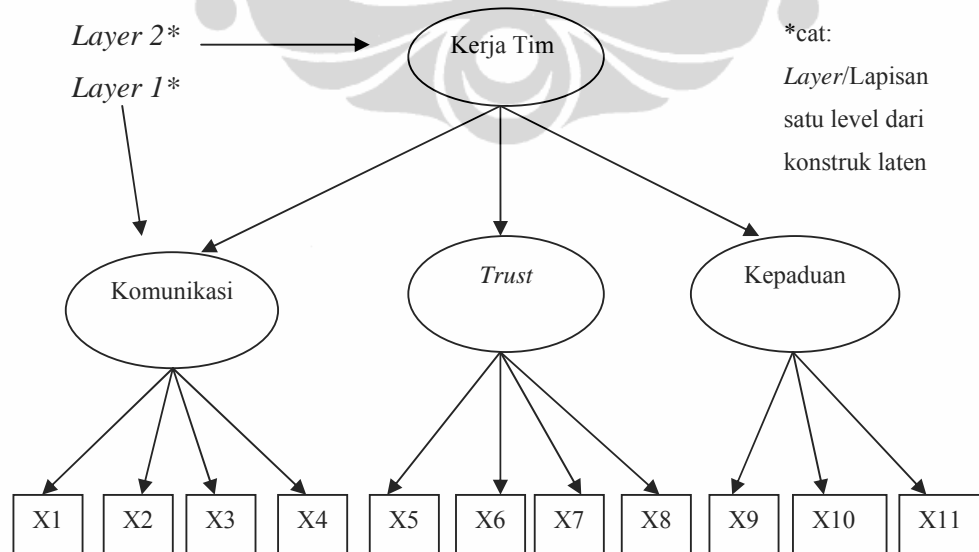 Layer 2*
Kerja Tim
*cat:
Layer/Lapisan
satu level dari
konstruk laten
Layer 1*
Komunikasi
Trust
Kepaduan
X1 X2 X3 X4 X5 X6 X7 X8 X9 X10 X11